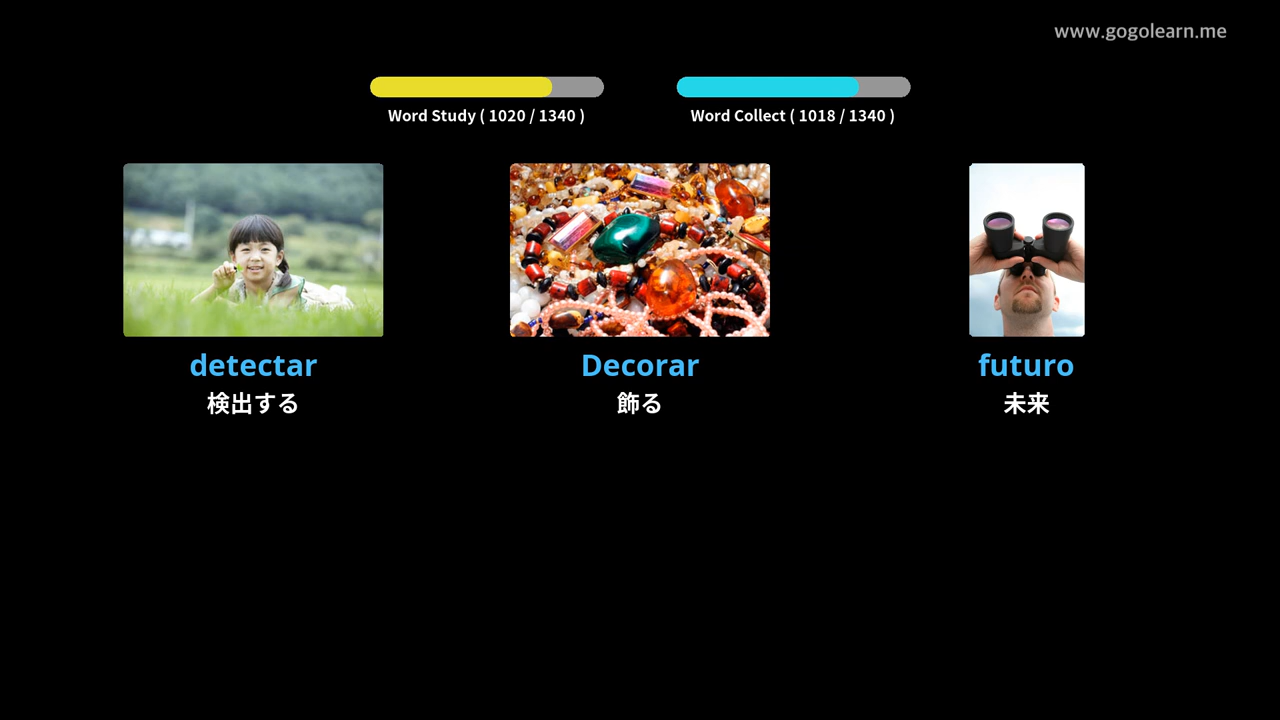 www.gogolearn.me
Word Study ( 1020 / 1340 )
Word Collect ( 1018 / 1340 )
detectar
検出する
Decorar
飾る
futuro
未来